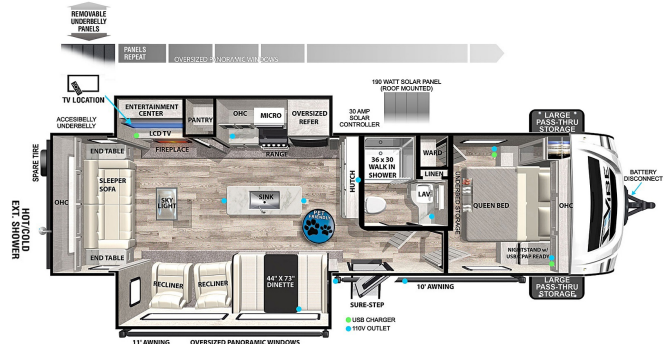 REMOVABLE
UNDERBELLY
PANELS
PANELS
REPEAT
OVERSIZED PANORAMIC WINDOWS
TV LOCATION
190 WATT SOLAR PANEL
(ROOF MOUNTED)
30 AMP
SOLAR
CONTROLLER
ACCESIBELLY
UNDERBELLY
ENTERTAINMENT
CENTER
LCD TV
FIREPLACE
PANTRY
OHC
MICRO
OVERSIZED
REFER
RANGE
* LARGE *
PASS-THRU
STORAGE
SPARE TIRE
END TABLE
OHC
SLEEPER
SOFA
END TABLE
HOT/COLD
EXT. SHOWER
SKY
LIGHT
SINK
PET
FRIENDLY
HUTCH
36 x 30
WALK IN
SHOWER
WARD
LINEN
LAV
UNDERBED STORAGE
QUEEN BED
OHC
VIBE
BATTERY
DISCONNECT
NIGHTSTAND w/
USB/CPAP READY
LARGE
PASS-THRU
STORAGE
RECLINER
RECLINER
44" X 73"
DINETTE
SURE-STEP
10' AWNING
USB CHARGER
110V OUTLET
11' AWNING
OVERSIZED PANORAMIC WINDOWS